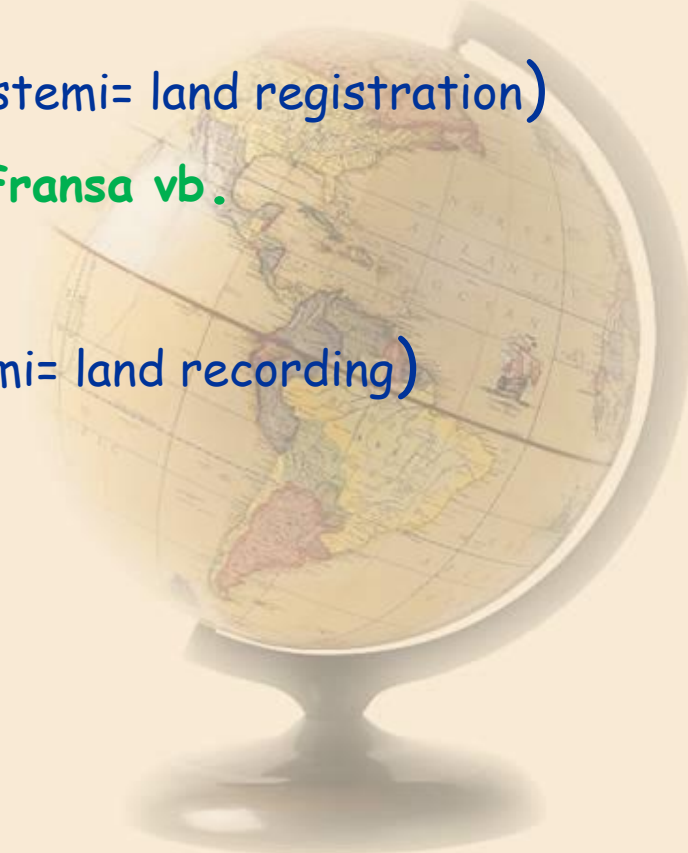 stemi= land registration)
Fransa vb.
mi= land recording)